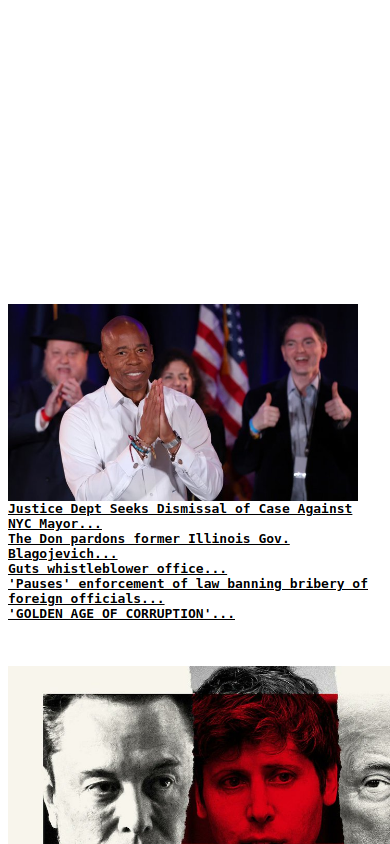 Justice Dept Seeks Dismissal of Case Against
NYC Mayor...
The Don pardons former Illinois Gov.
Blagojevich...
Guts whistleblower office...
'Pauses' enforcement of law banning bribery of
foreign officials...
'GOLDEN AGE OF CORRUPTION'...